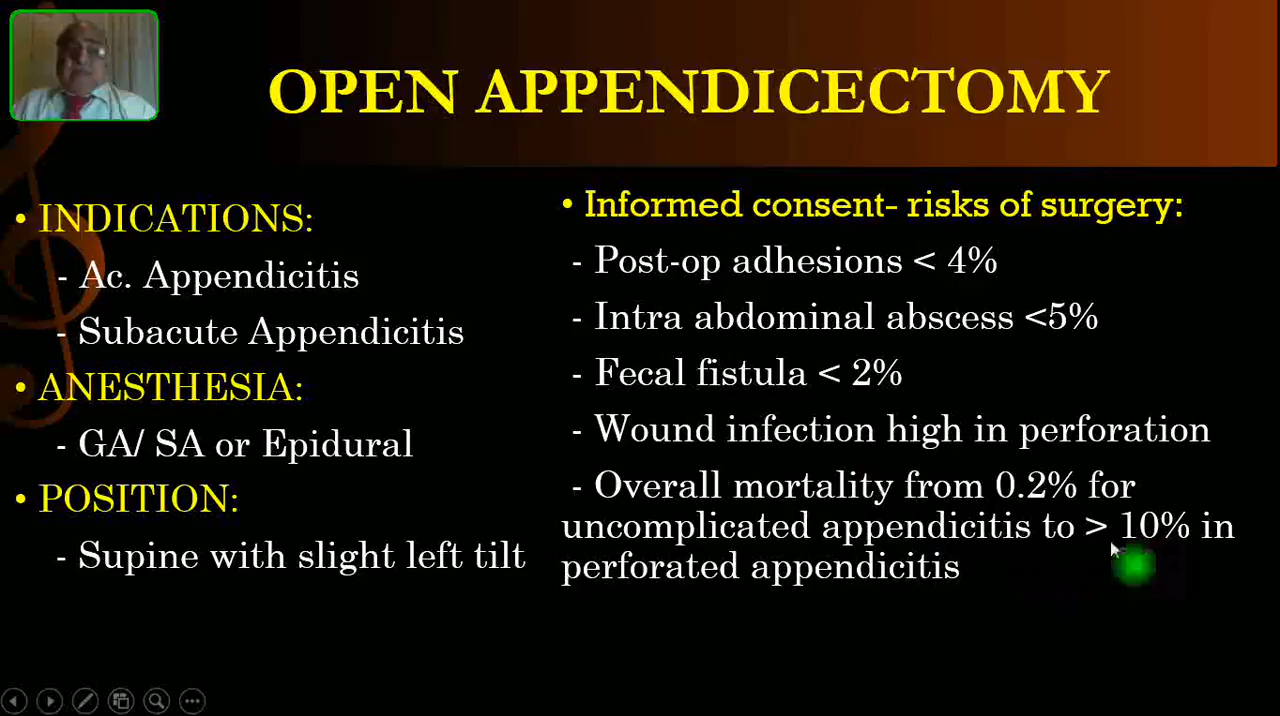 OPEN APPENDICECTOMY
• INDICATIONS:
- Ac. Appendicitis
- Subacute Appendicitis
• ANESTHESIA:
- GA/ SA or Epidural
• POSITION:
- Supine with slight left tilt
• Informed consent- risks of surgery:
- Post-op adhesions < 4%
- Intra abdominal abscess <5%
- Fecal fistula < 2%
- Wound infection high in perforation
- Overall mortality from 0.2% for
uncomplicated appendicitis to > 10% in
perforated appendicitis